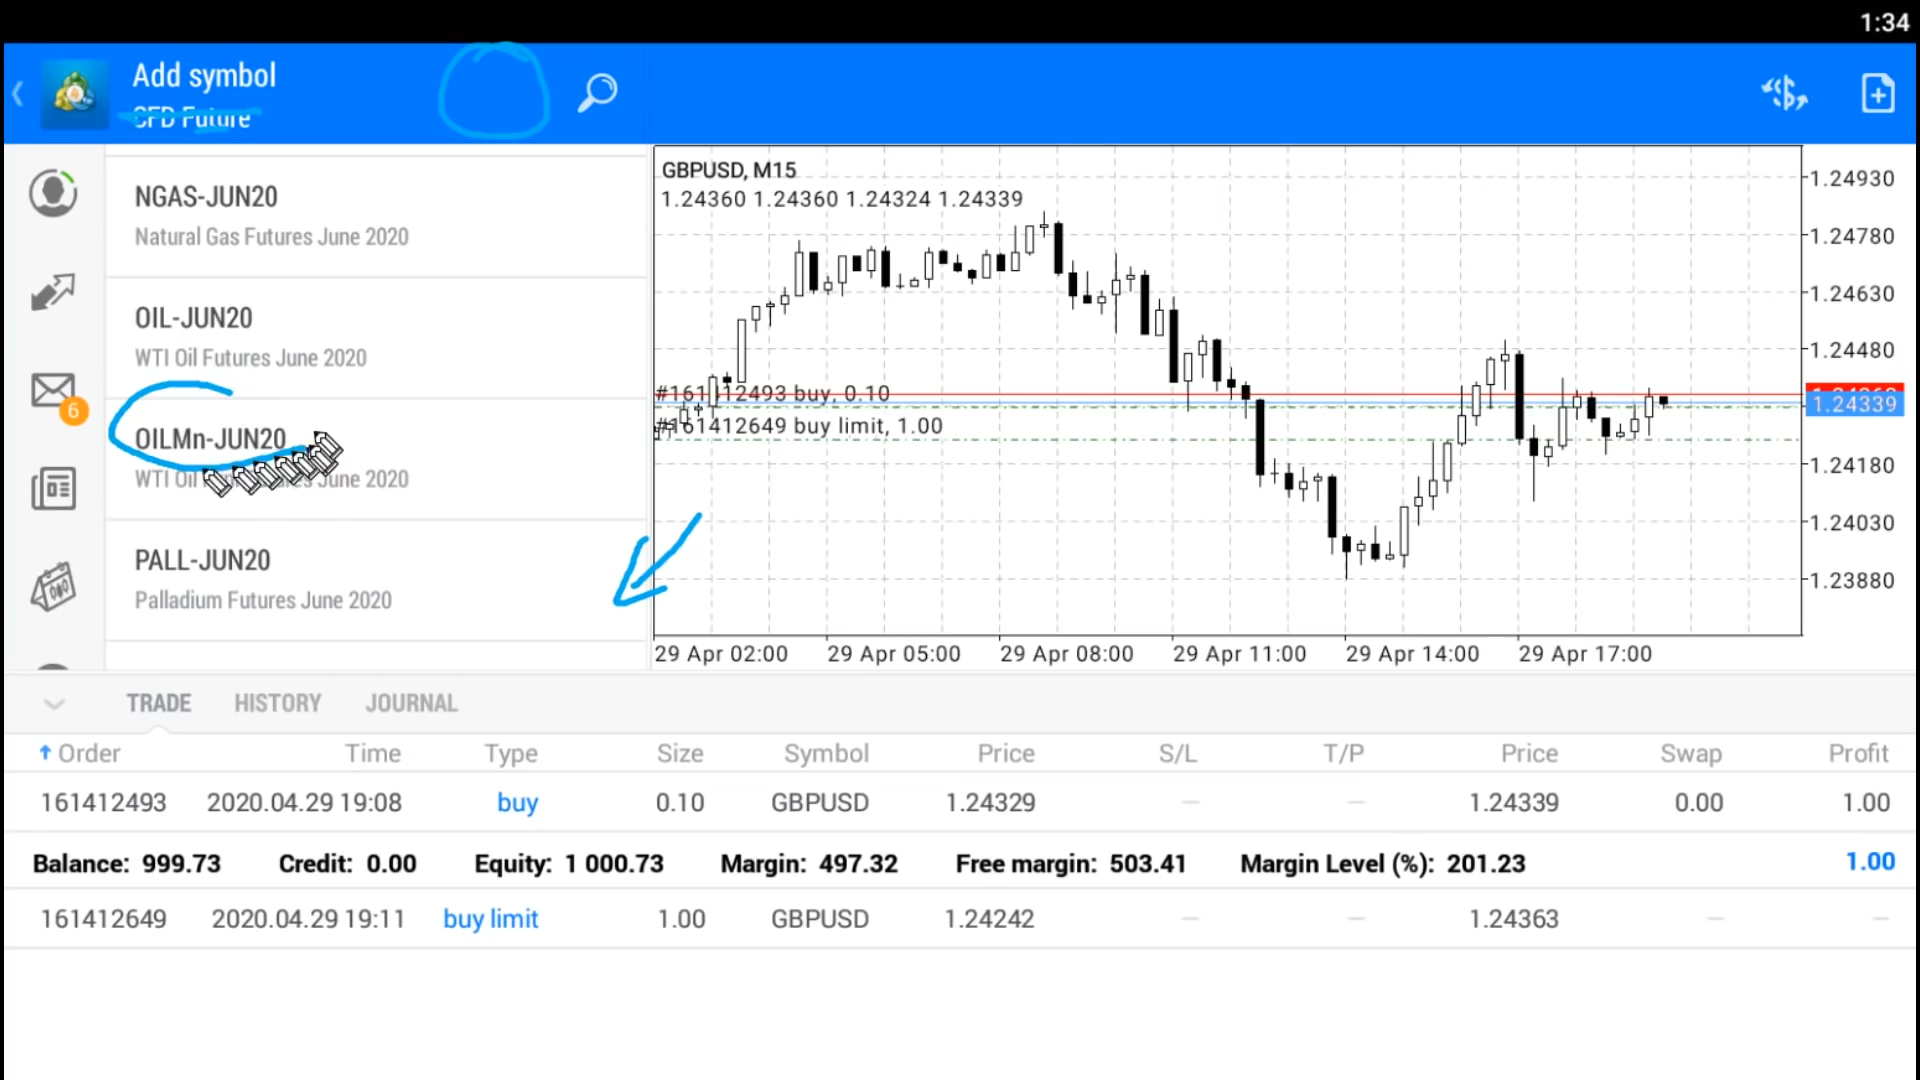 1:34
Add symbol
CFD Future
NGAS-JUN20
Natural Gas Futures June 2020
OIL-JUN20
WTI Oil Futures June 2020
OILMn-JUN20
WTI Oil June 2020
PALL-JUN20
Palladium Futures June 2020
6
GBPUSD, M15
1.24360 1.24360 1.24324 1.24339
#161412493 buy, 0.10
#161412649 buy limit, 1.00
1.24930
1.24780
1.24630
1.24480
1.24339
1.24180
1.24030
1.23880
29 Apr 02:00 29 Apr 05:00 29 Apr 08:00 29 Apr 11:00 29 Apr 14:00 29 Apr 17:00
TRADE HISTORY JOURNAL
Order Time Type Size Symbol Price S/L T/P Price Swap Profit
161412493 2020.04.29 19:08 buy 0.10 GBPUSD 1.24329 — — 1.24339 0.00 1.00
Balance: 999.73 Credit: 0.00 Equity: 1 000.73 Margin: 497.32 Free margin: 503.41 Margin Level (%): 201.23 1.00
161412649 2020.04.29 19:11 buy limit 1.00 GBPUSD 1.24242 — — 1.24363 — —